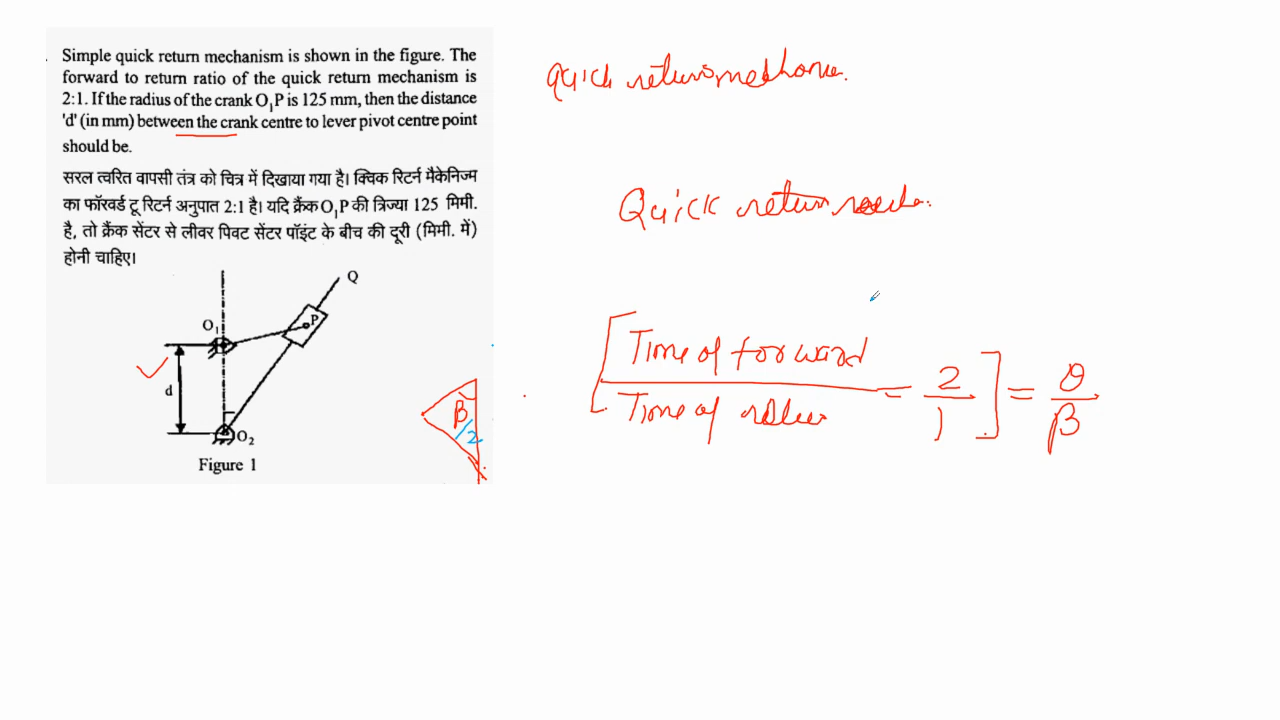 Simple quick return mechanism is shown in the figure. The
forward to return ratio of the quick return mechanism is
2:1. If the radius of the crank O₁P is 125 mm, then the distance
'd' (in mm) between the crank centre to lever pivot centre point
should be.
सरल त्वरित वापसी तंत्र को चित्र में दिखाया गया है। क्विक रिटर्न मैकेनिज्म
का फॉरवर्ड टू रिटर्न अनुपात 2:1 है। यदि क्रैंक O₁P की त्रिज्या 125 मिमी.
है, तो क्रैंक सेंटर से लीवर पिवट सेंटर पॉइंट के बीच की दूरी (मिमी. में)
होनी चाहिए।
Q
P
O₁
d
O₂
Figure 1
β/2
Quick return
Quick return
Time of forward / Time of = 2/1 = θ/β